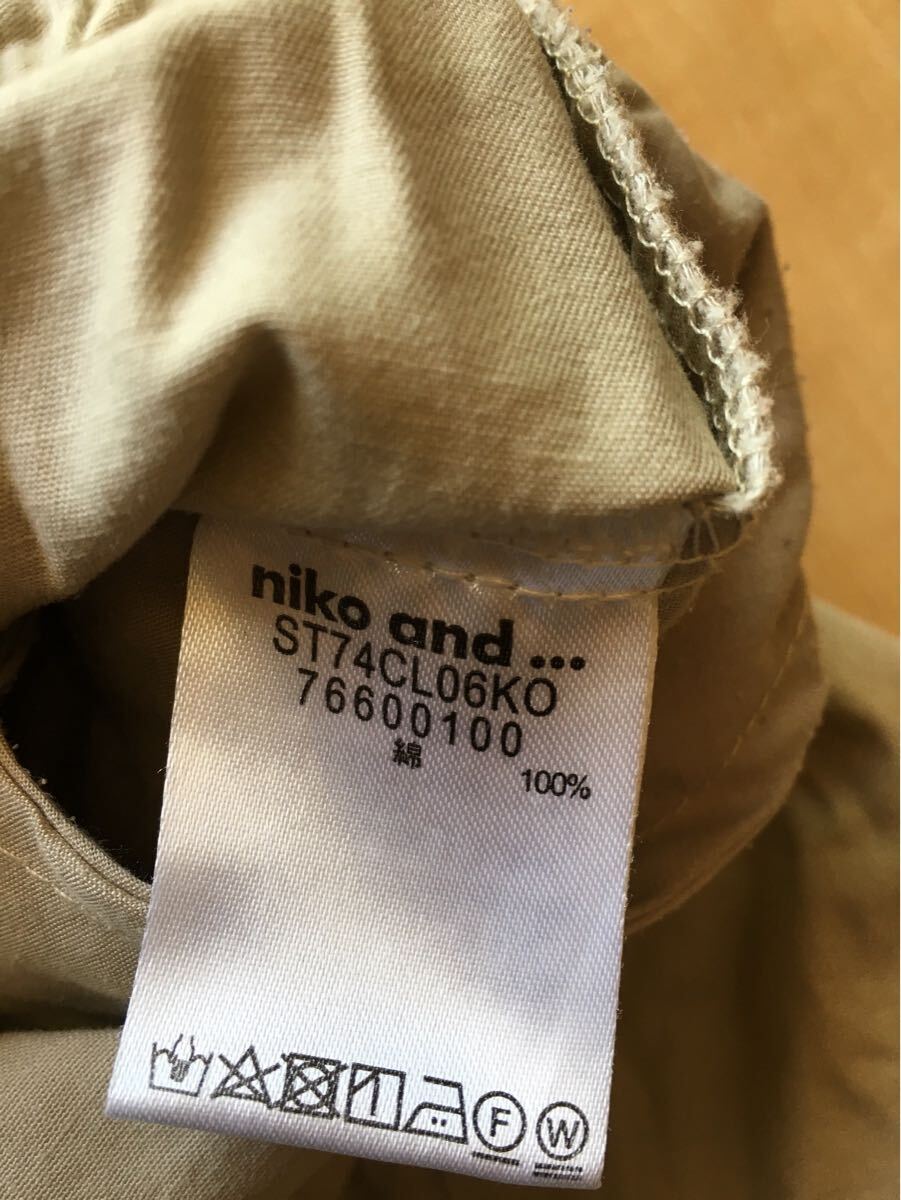 niko and ...
ST74CL06KO
76600100
綿 100%
F W